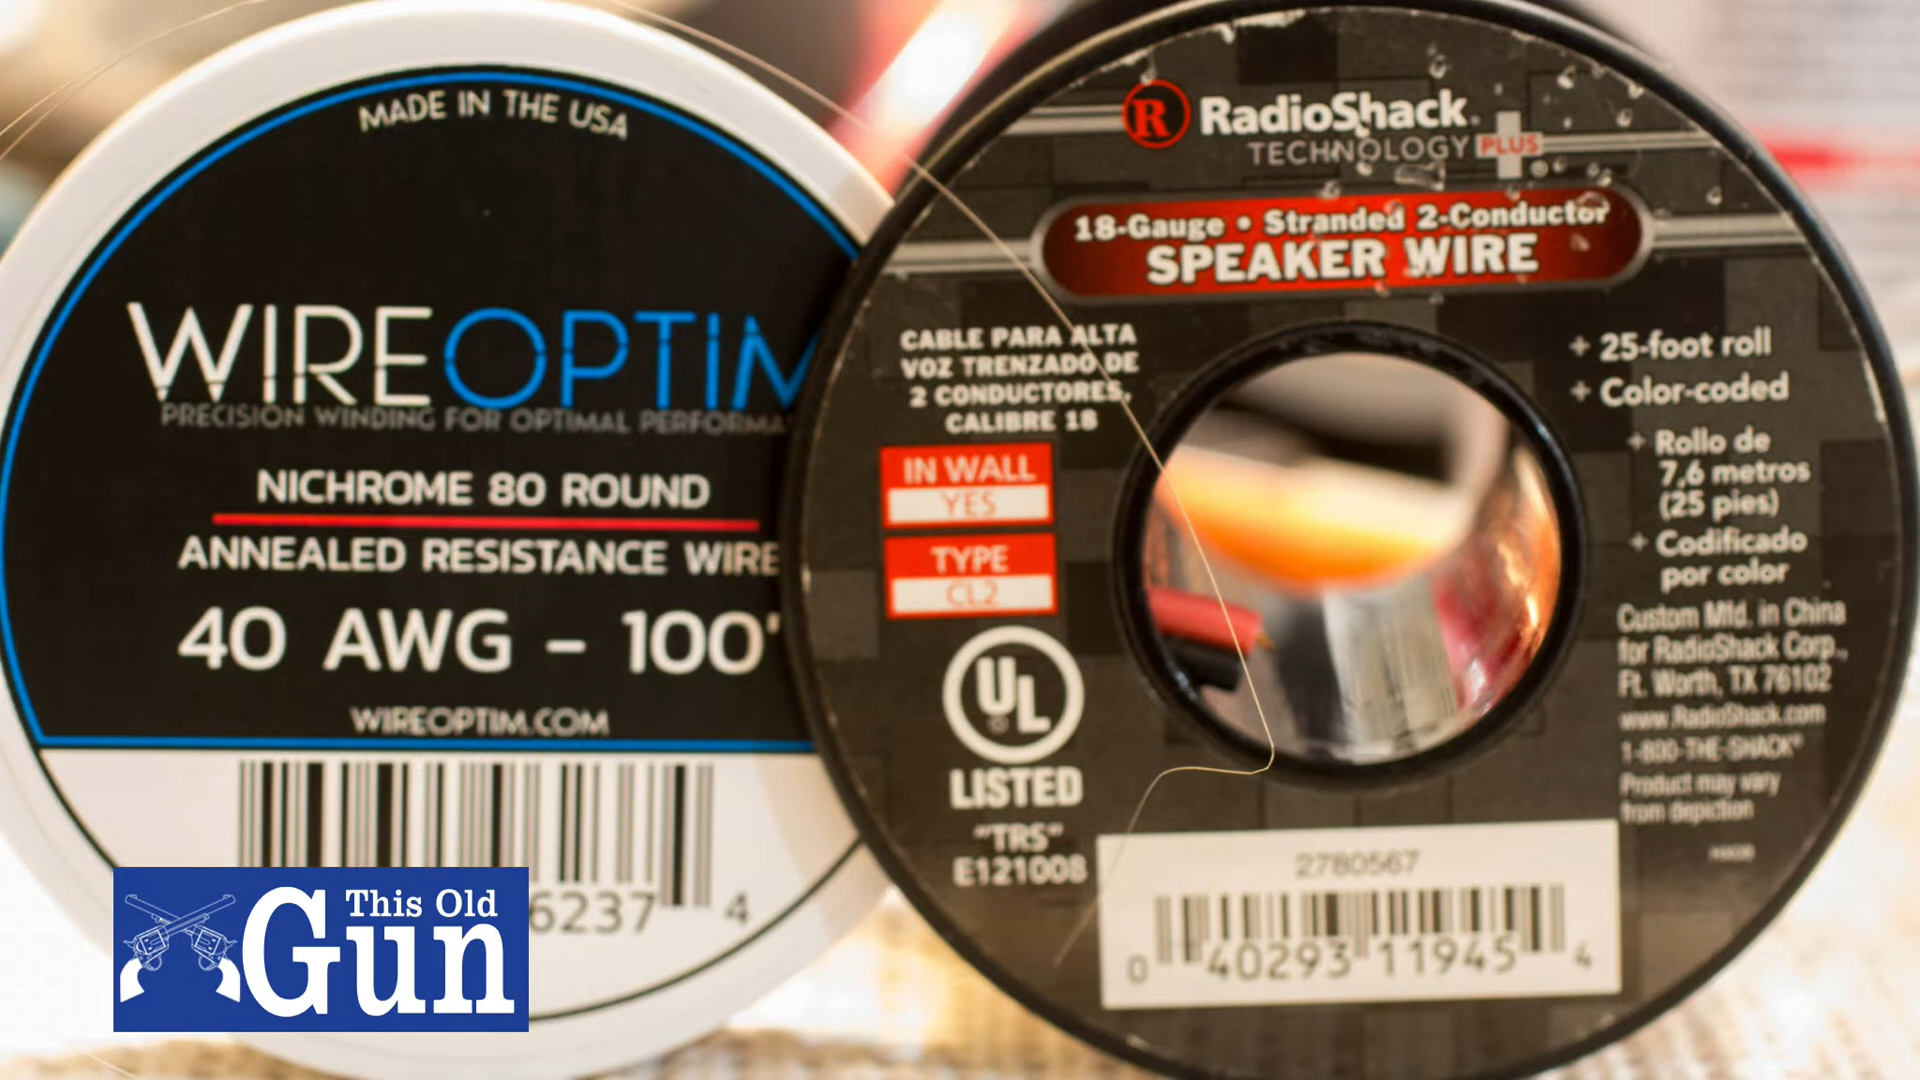 MADE IN THE USA
WIREOPTIM
PRECISION WINDING FOR OPTIMAL
NICHROME 80 ROUND
ANNEALED RESISTANCE WIRE
40 AWG - 100'
WIREOPTIM.COM
6237 4
This Old
Gun
R RadioShack.
TECHNOLOGY PLUS
18-Gauge • Stranded 2-Conductor
SPEAKER WIRE
CABLE PARA ALTA
VOZ TRENZADO DE
2 CONDUCTORES,
CALIBRE 18
IN WALL
YES
TYPE
CL2
UL
LISTED
"TRS"
E121008
+ 25-foot roll
+ Color-coded
+ Rollo de
7,6 metros
(25 pies)
+ Codificado
por color
Custom Mfd. in China
for RadioShack Corp.,
Ft. Worth, TX 76102
www.RadioShack.com
1-800-THE-SHACK®
Product may vary
from depiction
2780567
0 40293 11945 4